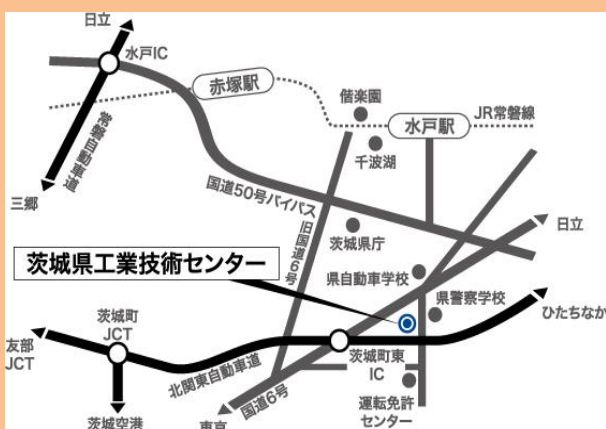 日立
水戸IC
赤塚駅
偕楽園
水戸駅
JR常磐線
千波湖
常磐自動車道
三郷
国道50号バイパス
旧国道6号
茨城県庁
日立
茨城県工業技術センター
県自動車学校
県警察学校
ひたちなか
茨城町
JCT
友部
JCT
北関東自動車道
茨城町東
IC
茨城空港
東京
国道6号
運転免許
センター